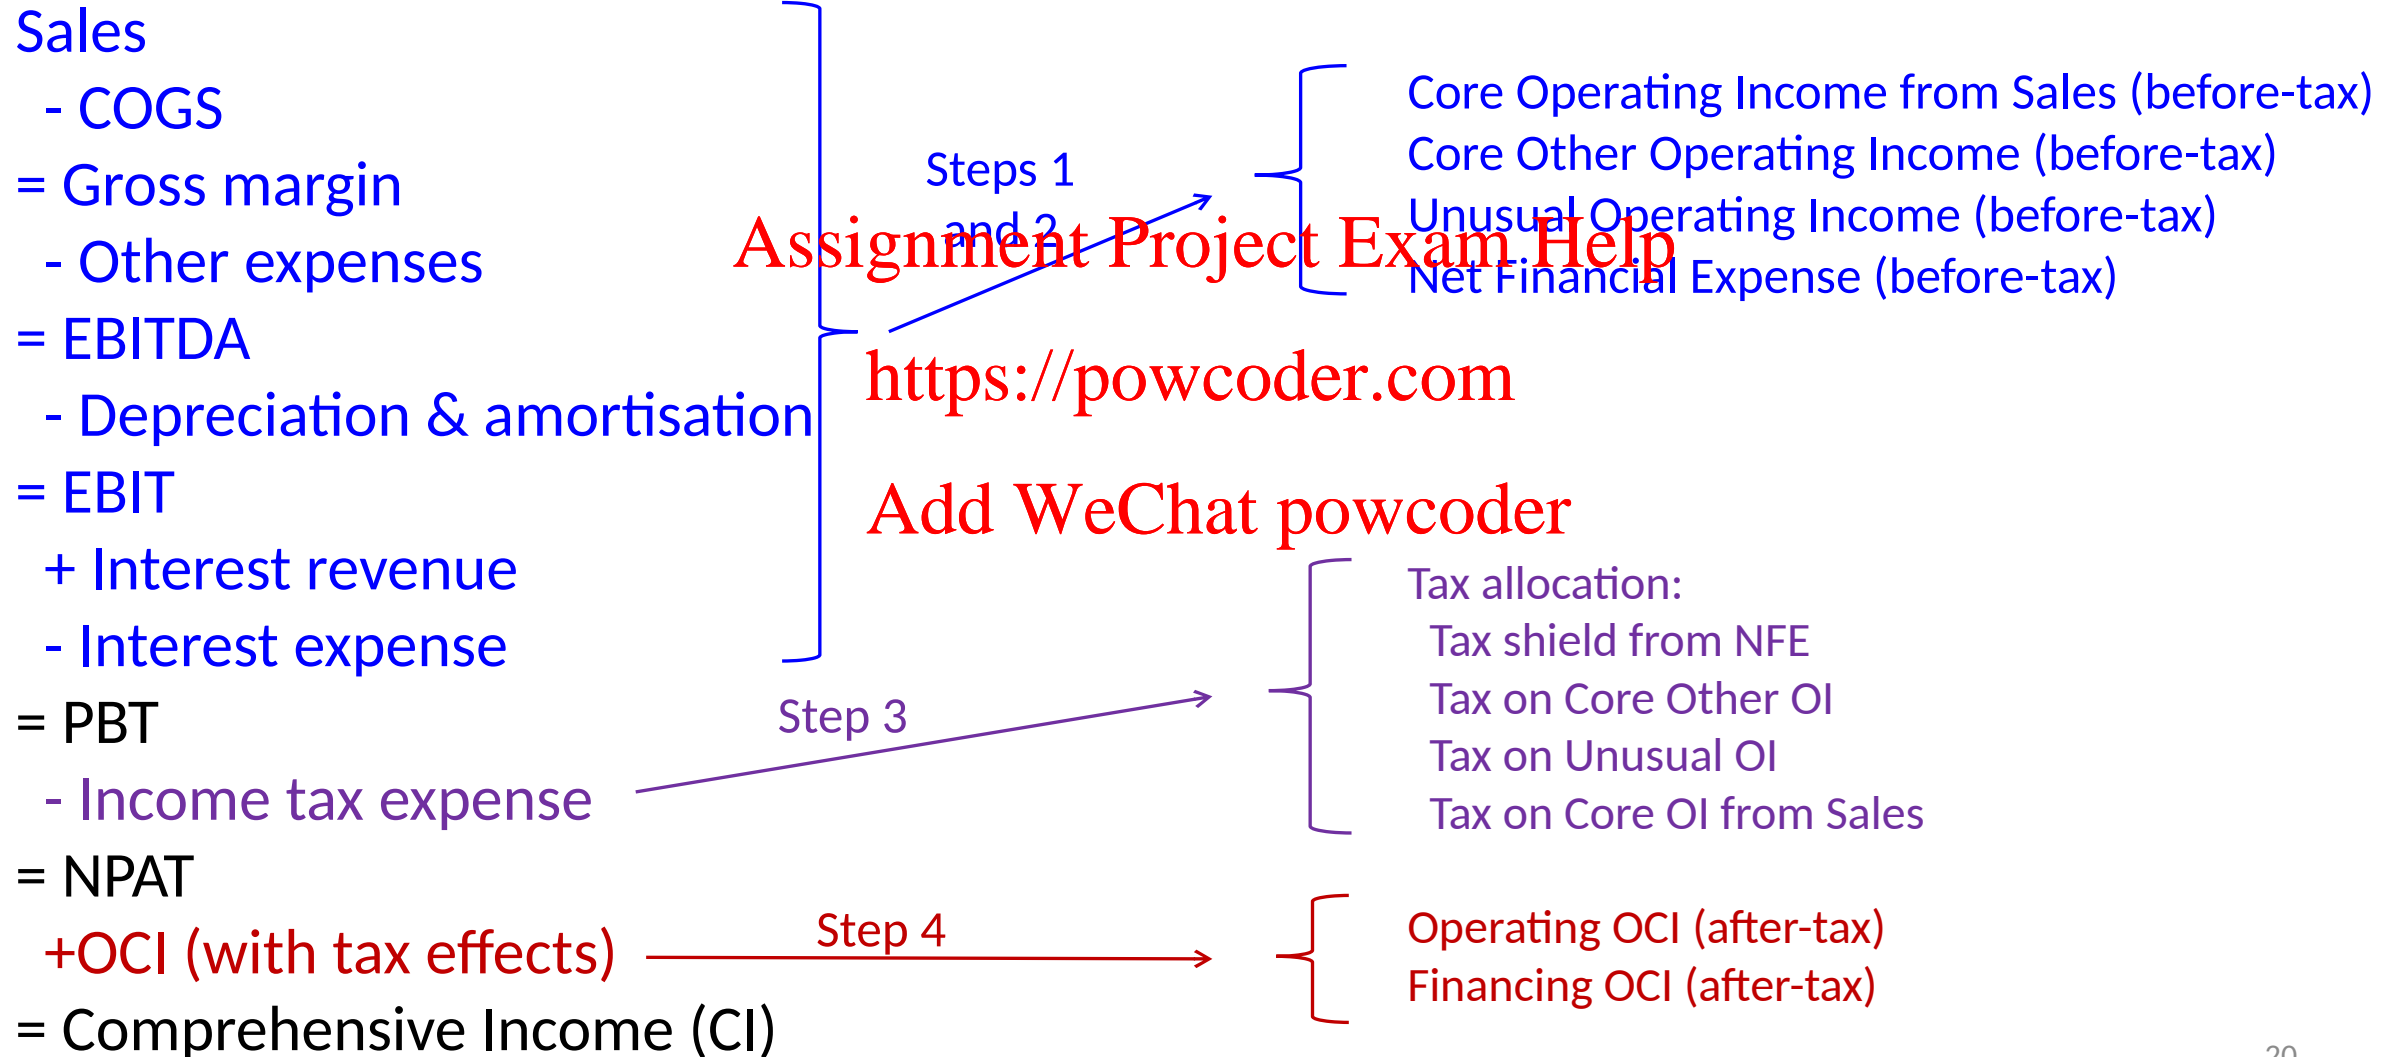 Sales
- COGS
= Gross margin
- Other expenses
= EBITDA
- Depreciation & amortisation
= EBIT
+ Interest revenue
- Interest expense
= PBT
- Income tax expense
= NPAT
+OCI (with tax effects)
= Comprehensive Income (CI)
Steps 1
and 2
Core Operating Income from Sales (before-tax)
Core Other Operating Income (before-tax)
Unusual Operating Income (before-tax)
Net Financial Expense (before-tax)
Assignment Project Exam Help
https://powcoder.com
Add WeChat powcoder
Step 3
Tax allocation:
Tax shield from NFE
Tax on Core Other OI
Tax on Unusual OI
Tax on Core OI from Sales
Step 4
Operating OCI (after-tax)
Financing OCI (after-tax)
20